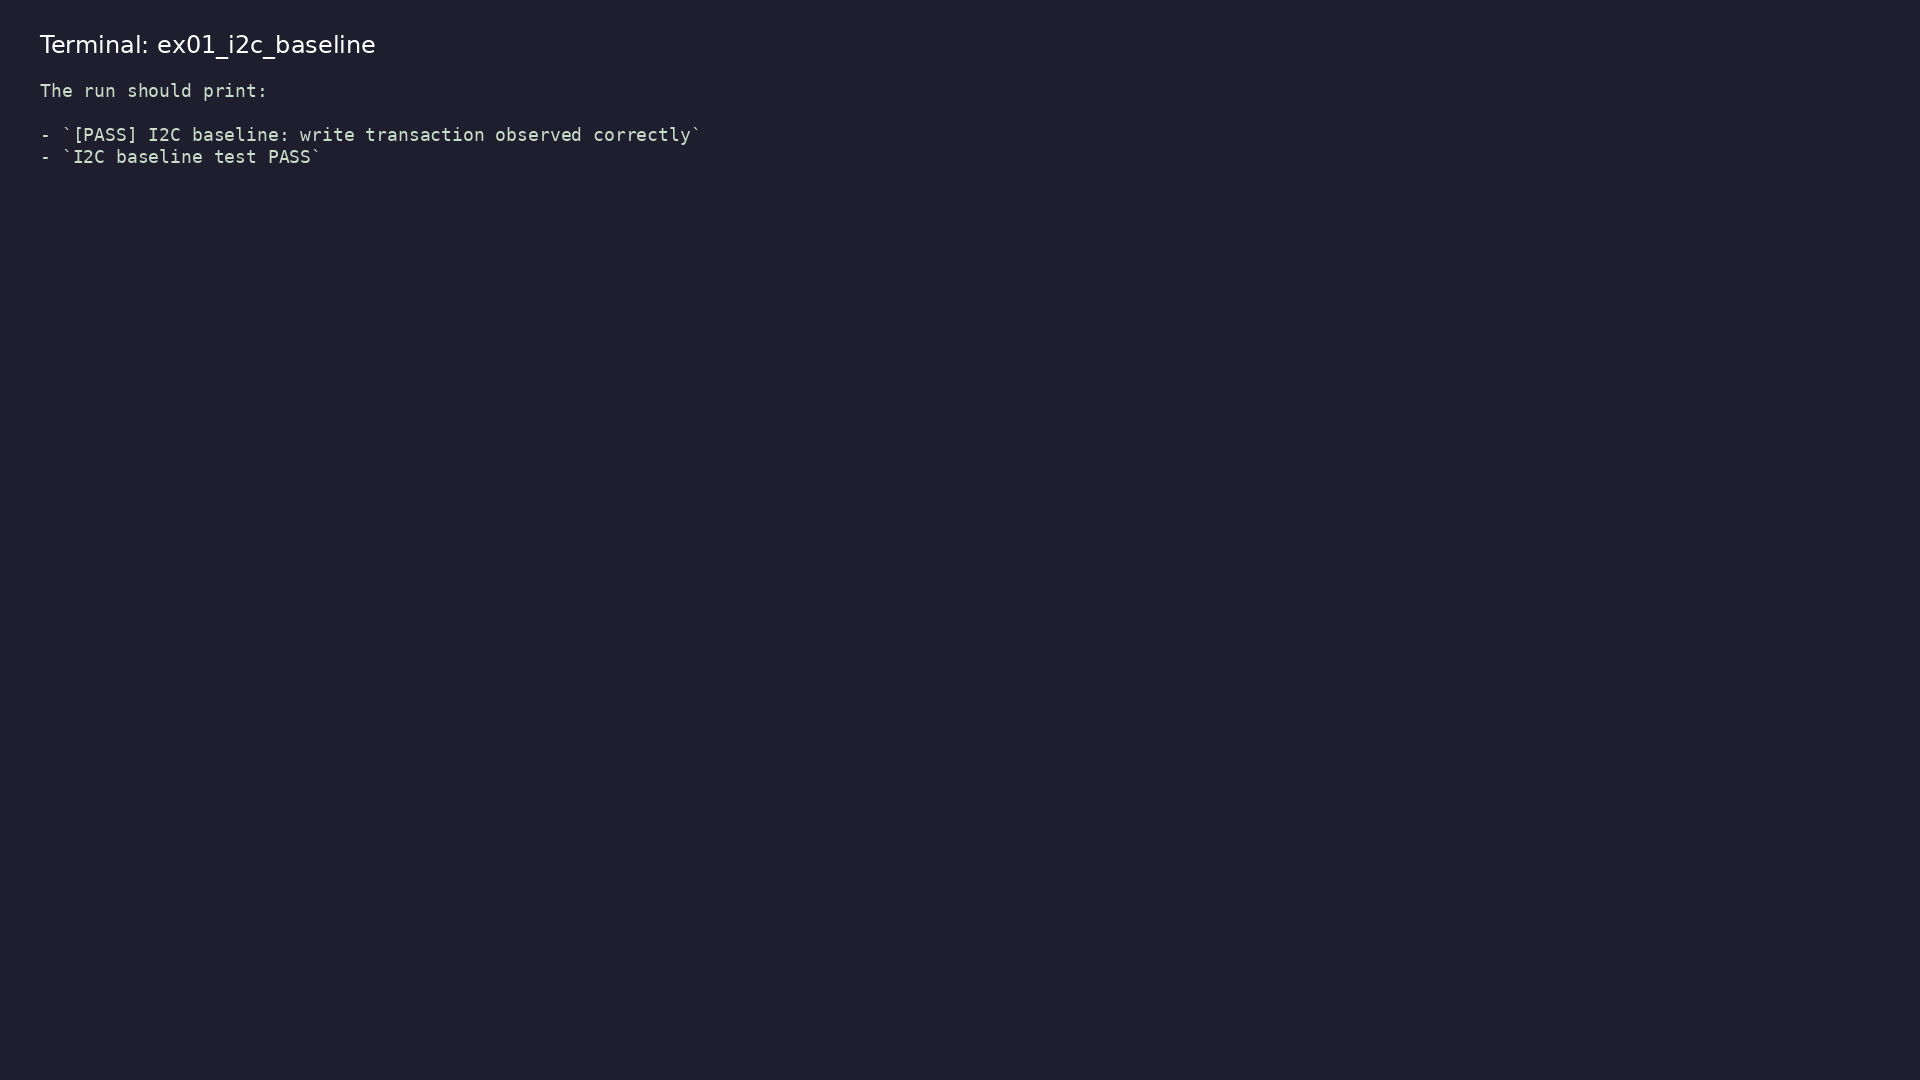 Terminal: ex01_i2c_baseline
The run should print:
- `[PASS] I2C baseline: write transaction observed correctly`
- `I2C baseline test PASS`